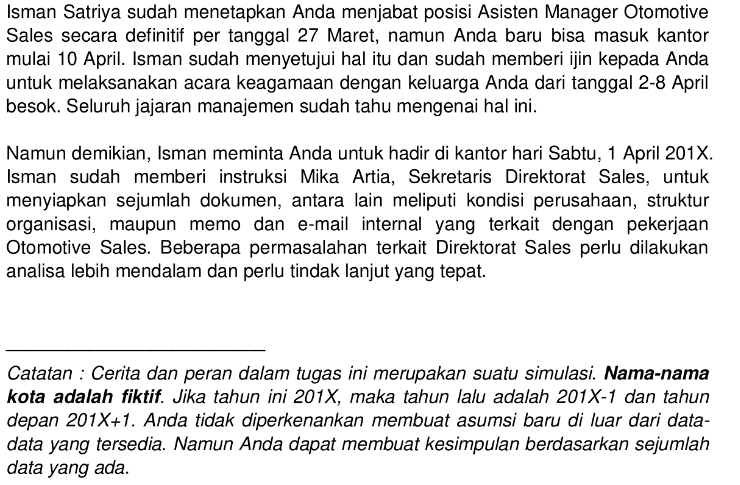 Isman Satriya sudah menetapkan Anda menjabat posisi Asisten Manager Otomotive
Sales secara definitif per tanggal 27 Maret, namun Anda baru bisa masuk kantor
mulai 10 April. Isman sudah menyetujui hal itu dan sudah memberi ijin kepada Anda
untuk melaksanakan acara keagamaan dengan keluarga Anda dari tanggal 2-8 April
besok. Seluruh jajaran manajemen sudah tahu mengenai hal ini.
Namun demikian, Isman meminta Anda untuk hadir di kantor hari Sabtu, 1 April 201X.
Isman sudah memberi instruksi Mika Artia, Sekretaris Direktorat Sales, untuk
menyiapkan sejumlah dokumen, antara lain meliputi kondisi perusahaan, struktur
organisasi, maupun memo dan e-mail internal yang terkait dengan pekerjaan
Otomotive Sales. Beberapa permasalahan terkait Direktorat Sales perlu dilakukan
analisa lebih mendalam dan perlu tindak lanjut yang tepat.
Catatan : Cerita dan peran dalam tugas ini merupakan suatu simulasi. Nama-nama
kota adalah fiktif. Jika tahun ini 201X, maka tahun lalu adalah 201X-1 dan tahun
depan 201X+1. Anda tidak diperkenankan membuat asumsi baru di luar dari data-
data yang tersedia. Namun Anda dapat membuat kesimpulan berdasarkan sejumlah
data yang ada.